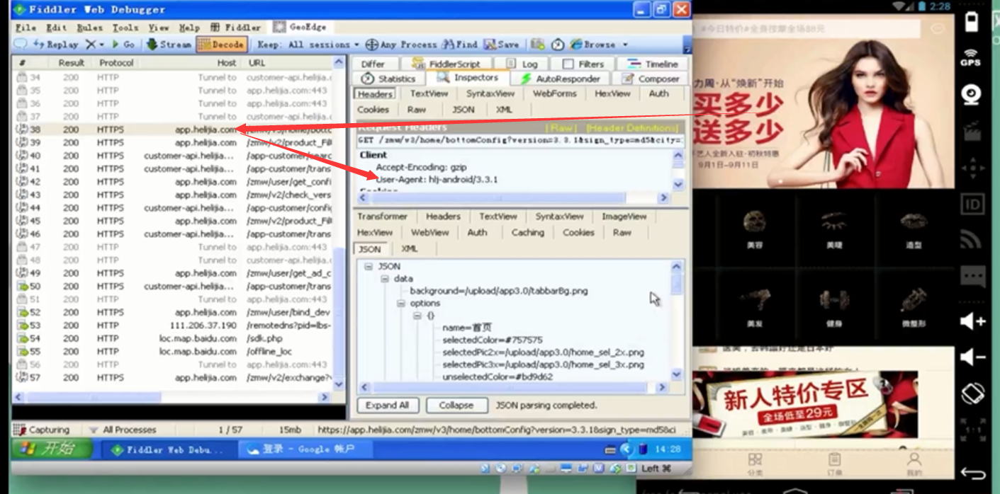 Fiddler Web Debugger
File Edit Rules Tools View Help Fiddler GeoEdge
Replay Go Stream Decode Keep: All sessions Any Process Find Save Browse
# Result Protocol Host URL
34 200 HTTP Tunnel to customer-api.helijia.c
35 200 HTTP Tunnel to app.helijia.com:443
36 200 HTTP Tunnel to app.helijia.com:443
37 200 HTTP Tunnel to customer-api.helijia.c
38 200 HTTPS app.helijia.com /zmw/v3/home/botto
39 200 HTTPS app.helijia.com /zmw/v2/product_Fil
40 200 HTTPS customer-api.helijia... /app-customer/searc
41 200 HTTPS customer-api.helijia... /app-customer/trans
42 200 HTTPS app.helijia.com /zmw/user/get_confi
43 200 HTTPS app.helijia.com /zmw/v2/check_vers
44 200 HTTPS customer-api.helijia... /app-customer/config
45 200 HTTPS app.helijia.com /zmw/v2/product_Fil
46 200 HTTPS customer-api.helijia... /app-customer/trans
47 200 HTTP Tunnel to app.helijia.com:443
48 200 HTTP Tunnel to customer-api.helijia.c
49 200 HTTPS app.helijia.com /zmw/user/get_ad_c
50 200 HTTPS customer-api.helijia... /app-customer/trans
51 200 HTTP Tunnel to app.helijia.com:443
52 200 HTTP app.helijia.com /zmw/user/bind_dev
53 200 HTTP 111.206.37.190 /remotedns?pid=lbs-
54 200 HTTP loc.map.baidu.com /sdk.php
55 200 HTTP loc.map.baidu.com /offline_loc
56 200 HTTP Tunnel to app.helijia.com:443
57 200 HTTPS app.helijia.com /zmw/v2/exchange?v
Differ FiddlerScript Log Filters Timeline
Statistics Inspectors AutoResponder Composer
Headers TextView SyntaxView WebForms HexView Auth
Cookies Raw JSON XML
Request Headers [ Raw ] [Header Definitions]
GET /zmw/v3/home/bottomConfig?version=3.3.1&sign_type=md5&city=
Client
Accept-Encoding: gzip
User-Agent: hlj-android/3.3.1
Transformer Headers TextView SyntaxView ImageView
HexView WebView Auth Caching Cookies Raw
JSON XML
JSON
data
background=/upload/app3.0/tabbarBg.png
options
{}
name=首页
selectedColor=#757575
selectedPic2x=/upload/app3.0/home_sel_2x.png
selectedPic3x=/upload/app3.0/home_sel_3x.png
unselectedColor=#bd9d62
Expand All Collapse JSON parsing completed.
Capturing All Processes 1 / 57 15mb https://app.helijia.com/zmw/v3/home/bottomConfig?version=3.3.1&sign_type=md5&ci
开始 Fiddler Web Debu... 登录 - Google 帐户 14:28
Left ⌘
2:28
#今日特价#全身按摩全场88元
力周·从“焕新”开始
买多少
送多少
艺人全新入驻·初秋特惠
9月1日-9月11日
美容 美睫 造型
美发 健身 微整形
新人特价专区
全场低至29元
分类 订单 我的
GPS
ID
1:1